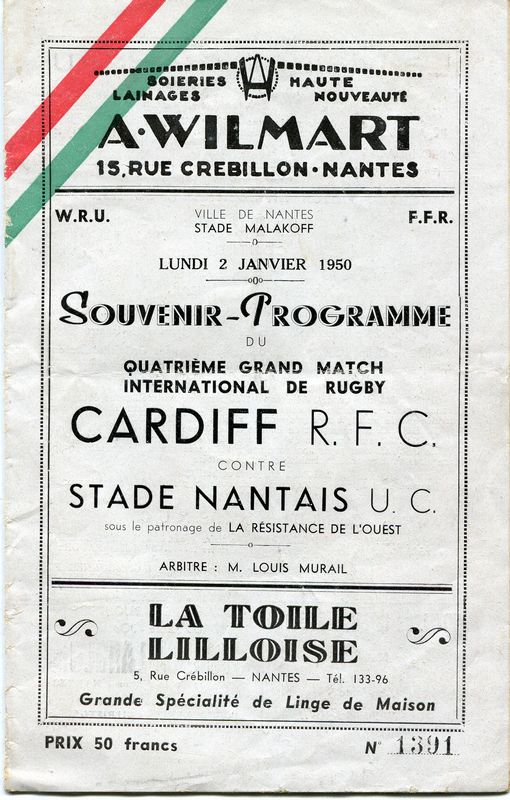 SOIERIES HAUTE
LAINAGES NOUVEAUTÉ
A·WILMART
15, RUE CREBILLON · NANTES
W.R.U. VILLE DE NANTES F.F.R.
STADE MALAKOFF
LUNDI 2 JANVIER 1950
SOUVENIR-PROGRAMME
DU
QUATRIÈME GRAND MATCH
INTERNATIONAL DE RUGBY
CARDIFF R.F.C.
CONTRE
STADE NANTAIS U.C.
sous le patronage de LA RÉSISTANCE DE L'OUEST
ARBITRE : M. LOUIS MURAIL
LA TOILE
LILLOISE
5, Rue Crébillon — NANTES — Tél. 133-96
Grande Spécialité de Linge de Maison
PRIX 50 francs N° 1391